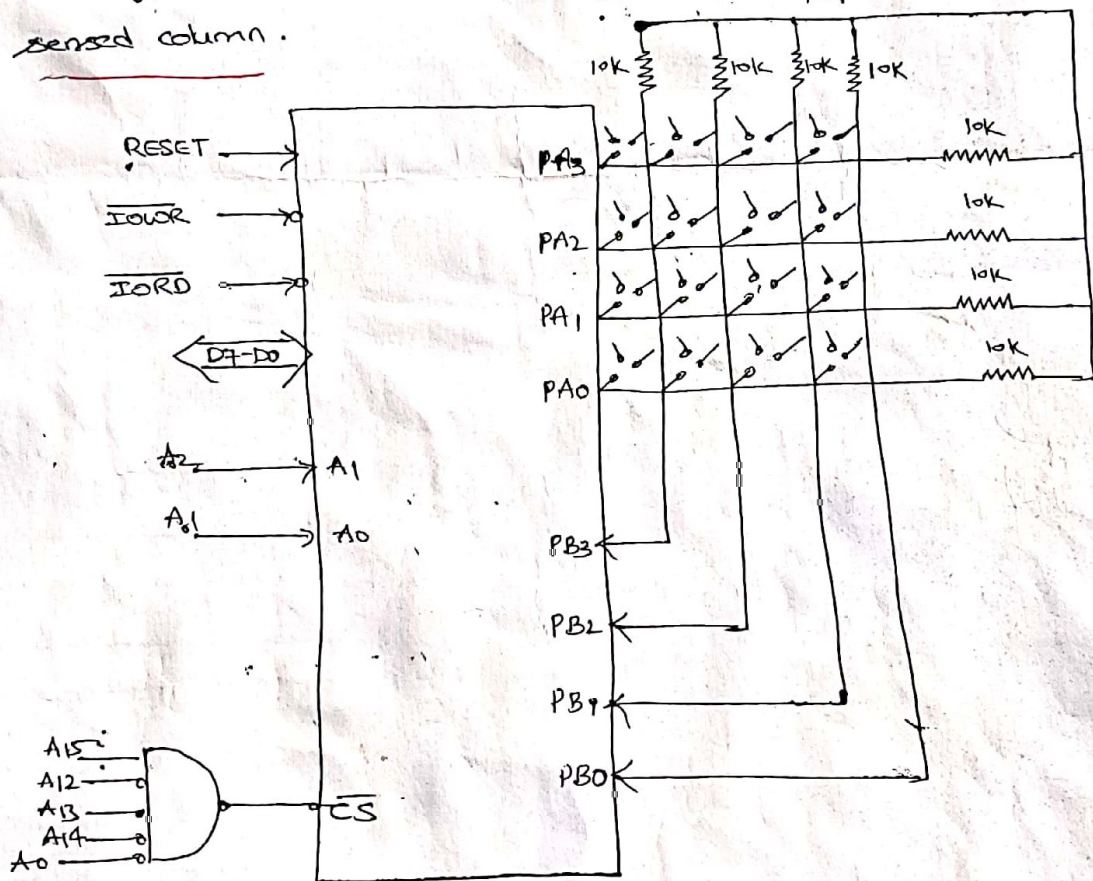 sensed column.
10K 10K 10K 10K
RESET
PA3
10K
IOWR
PA2
10K
IORD
PA1
10K
D7-D0
PA0
10K
A2 A1
A1 A0
PB3
PB2
PB1
PB0
A15
A12
A13
A14
A0
CS